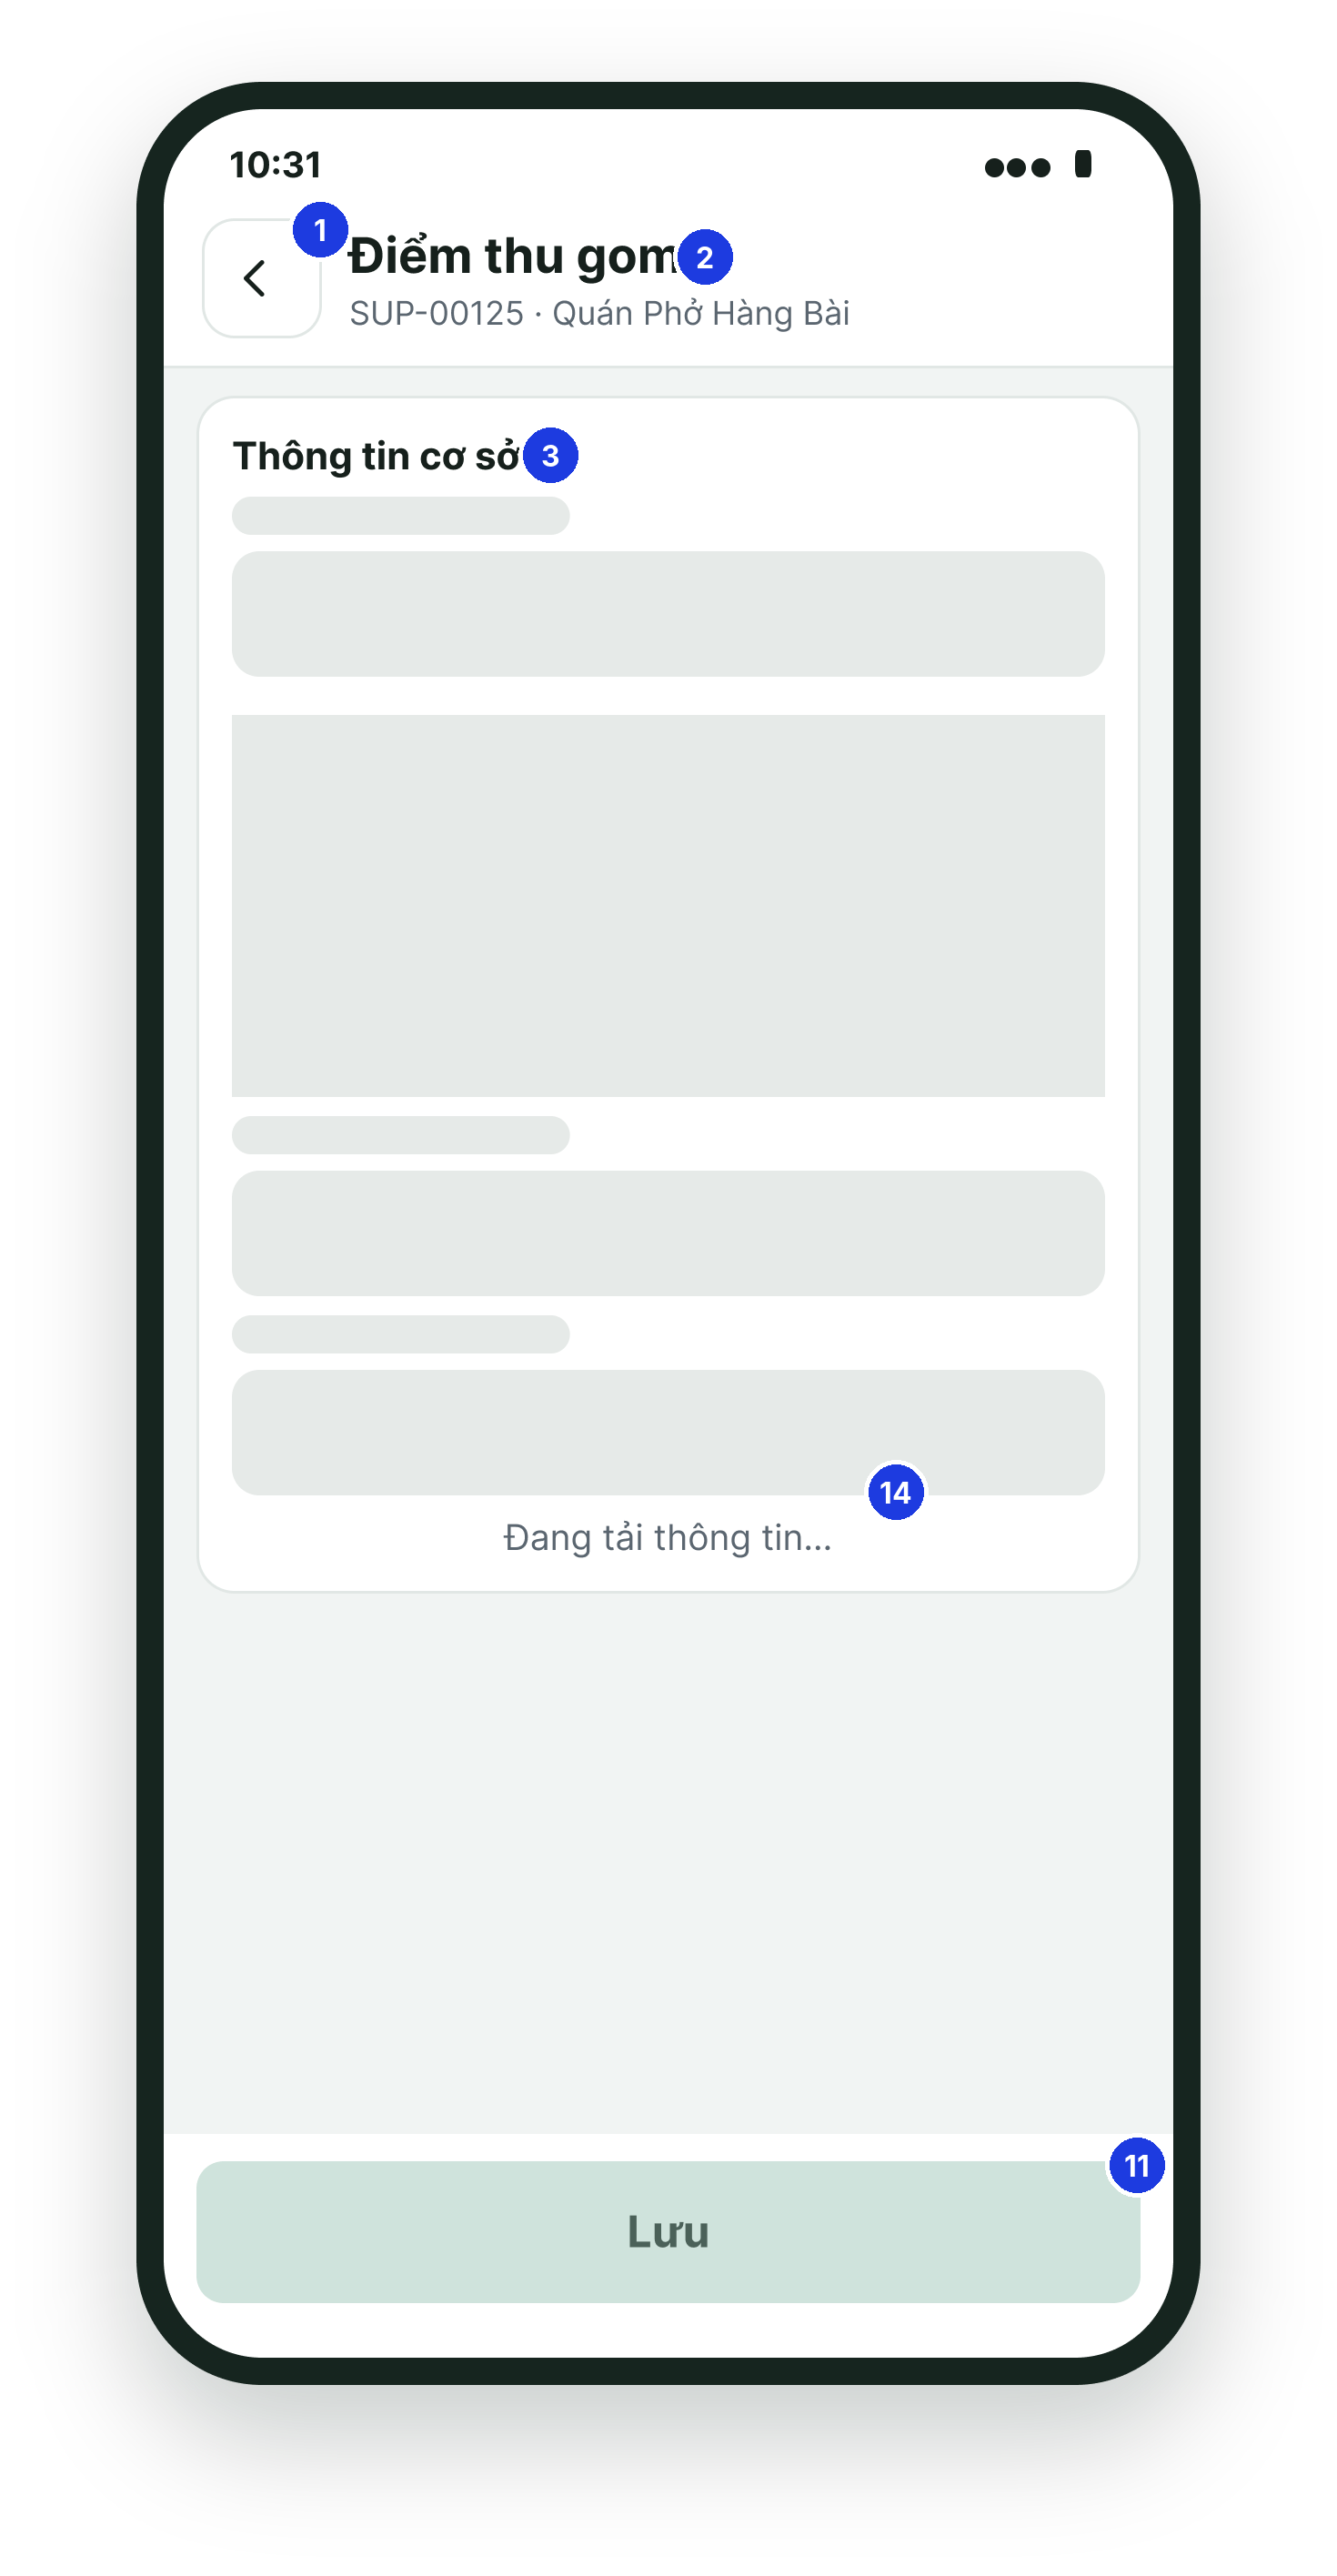 10:31
1
Điểm thu gom 2
SUP-00125 · Quán Phở Hàng Bài
Thông tin cơ sở 3
14
Đang tải thông tin...
11
Lưu